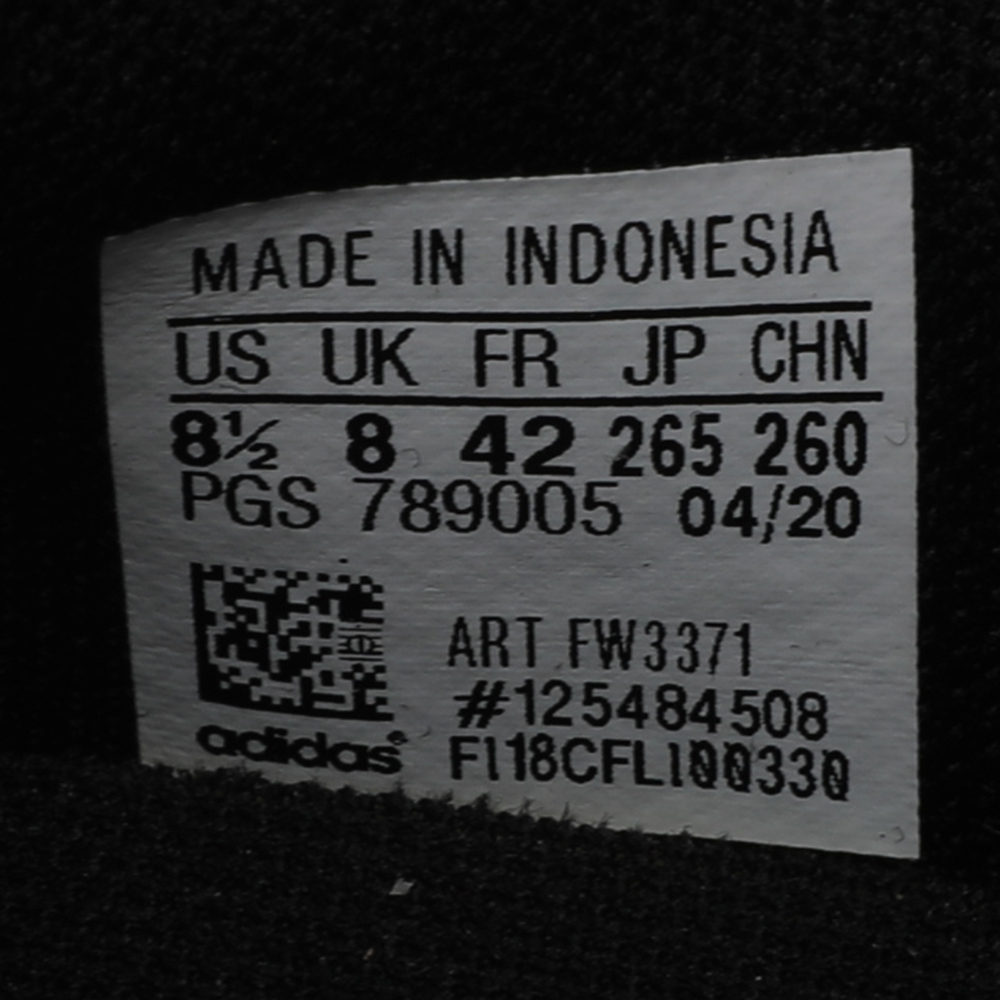 MADE IN INDONESIA
US UK FR JP CHN
8½ 8 42 265 260
PGS 789005 04/20
ART FW3371
#125484508
adidas®
F118CFL100330